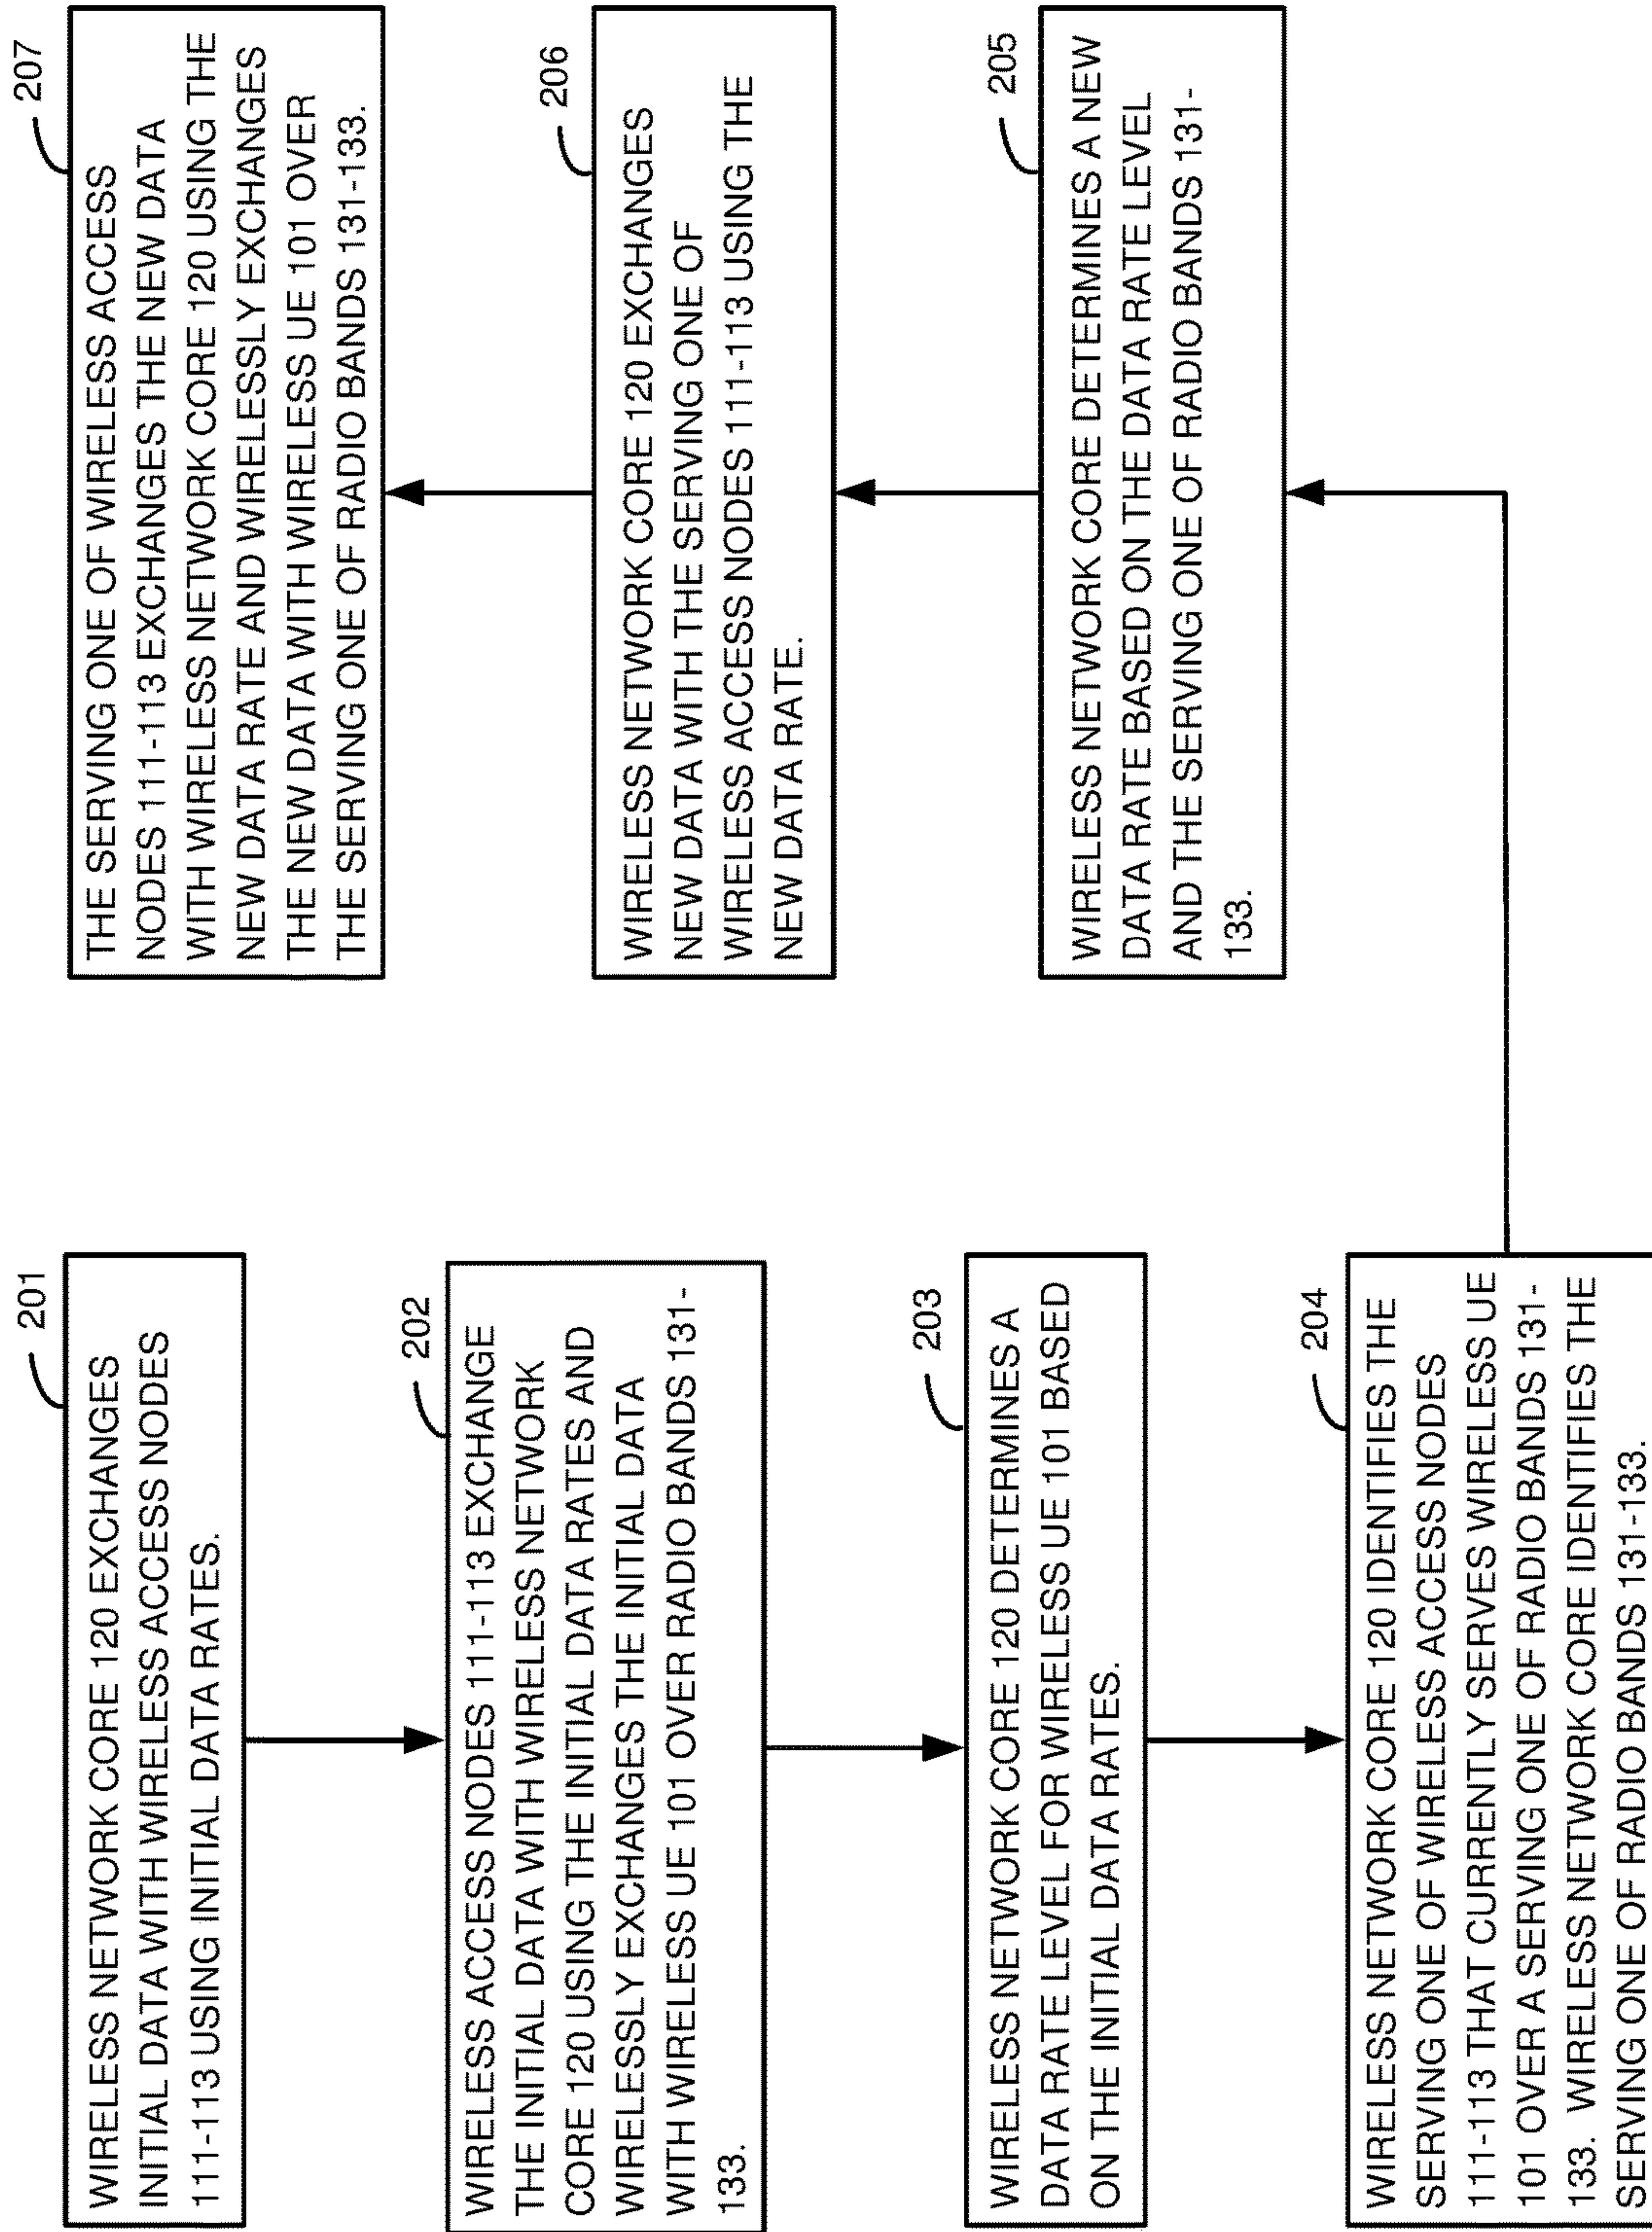 201
WIRELESS NETWORK CORE 120 EXCHANGES
INITIAL DATA WITH WIRELESS ACCESS NODES
111-113 USING INITIAL DATA RATES.
202
WIRELESS ACCESS NODES 111-113 EXCHANGE
THE INITIAL DATA WITH WIRELESS NETWORK
CORE 120 USING THE INITIAL DATA RATES AND
WIRELESSLY EXCHANGES THE INITIAL DATA
WITH WIRELESS UE 101 OVER RADIO BANDS 131-
133.
203
WIRELESS NETWORK CORE 120 DETERMINES A
DATA RATE LEVEL FOR WIRELESS UE 101 BASED
ON THE INITIAL DATA RATES.
204
WIRELESS NETWORK CORE 120 IDENTIFIES THE
SERVING ONE OF WIRELESS ACCESS NODES
111-113 THAT CURRENTLY SERVES WIRELESS UE
101 OVER A SERVING ONE OF RADIO BANDS 131-
133. WIRELESS NETWORK CORE IDENTIFIES THE
SERVING ONE OF RADIO BANDS 131-133.
205
WIRELESS NETWORK CORE DETERMINES A NEW
DATA RATE BASED ON THE DATA RATE LEVEL
AND THE SERVING ONE OF RADIO BANDS 131-
133.
206
WIRELESS NETWORK CORE 120 EXCHANGES
NEW DATA WITH THE SERVING ONE OF
WIRELESS ACCESS NODES 111-113 USING THE
NEW DATA RATE.
207
THE SERVING ONE OF WIRELESS ACCESS
NODES 111-113 EXCHANGES THE NEW DATA
WITH WIRELESS NETWORK CORE 120 USING THE
NEW DATA RATE AND WIRELESSLY EXCHANGES
THE NEW DATA WITH WIRELESS UE 101 OVER
THE SERVING ONE OF RADIO BANDS 131-133.